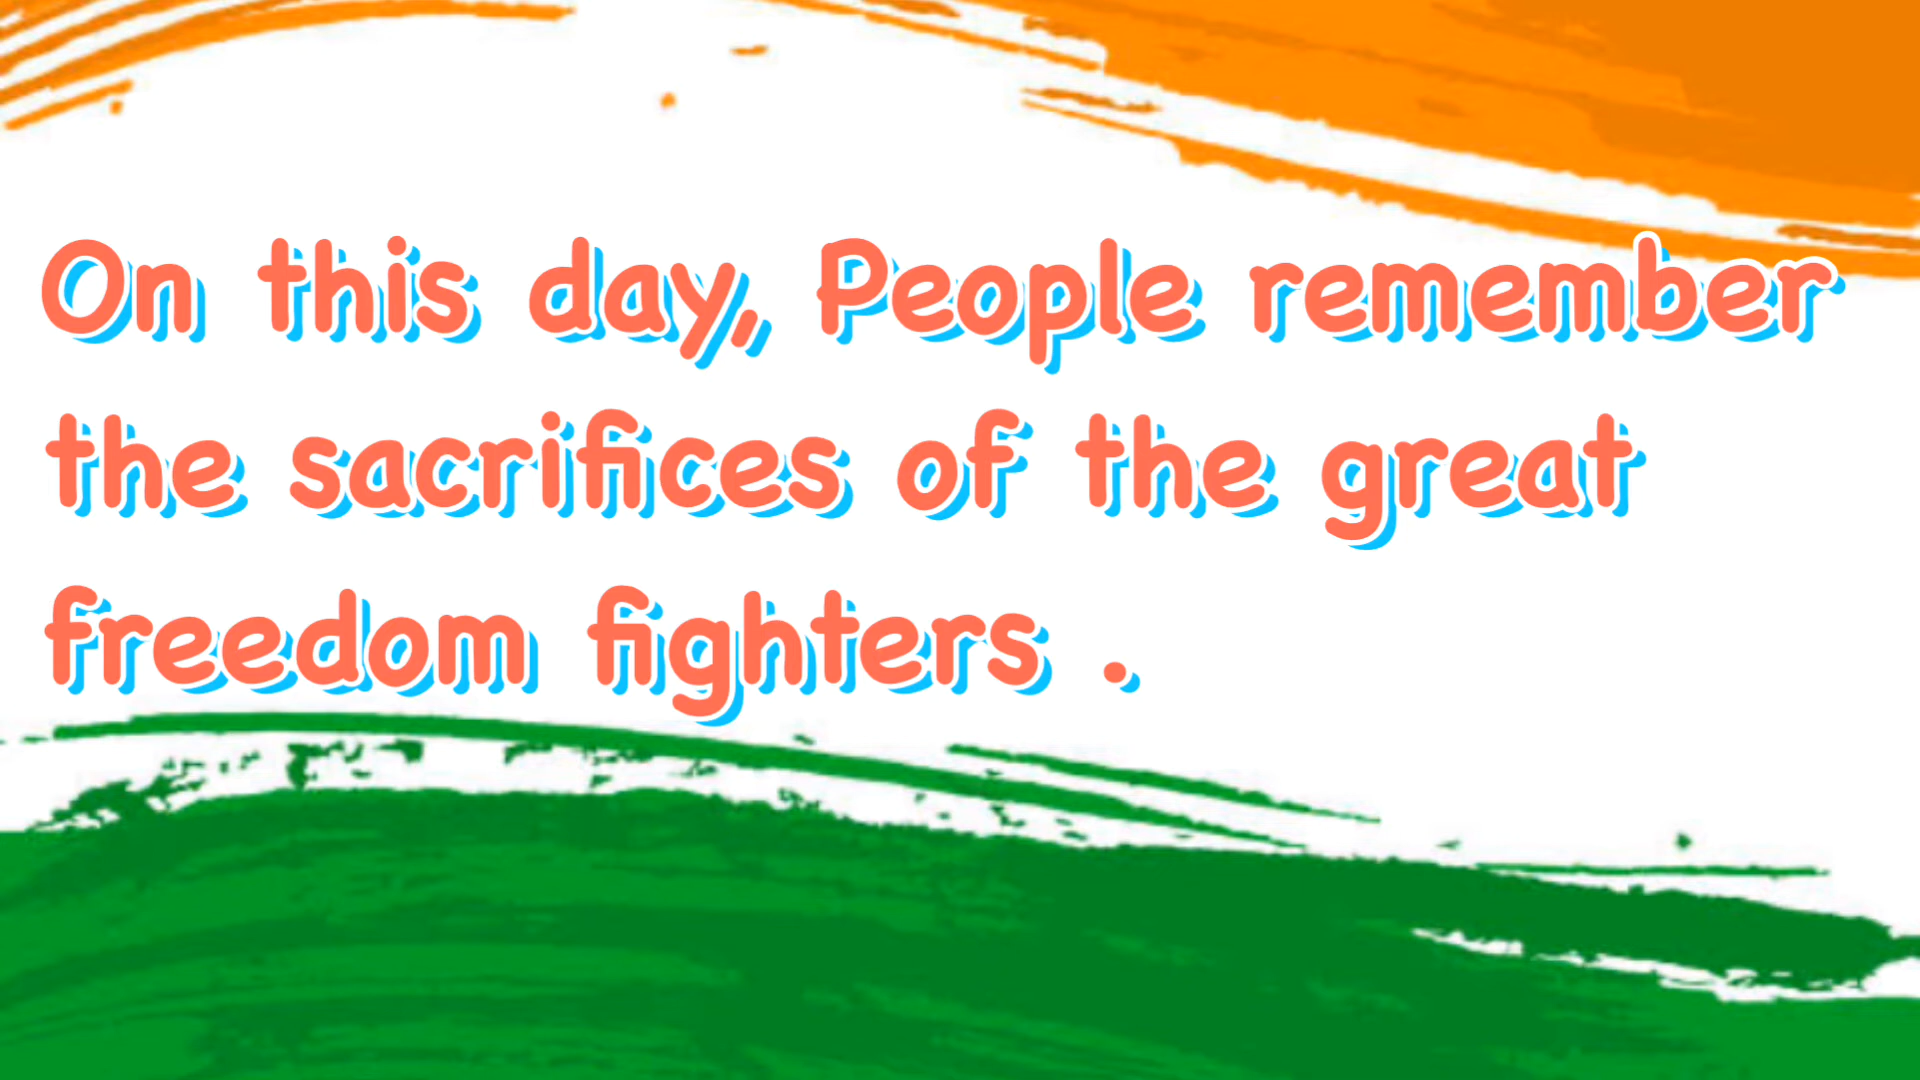 On this day, People remember
the sacrifices of the great
freedom fighters .